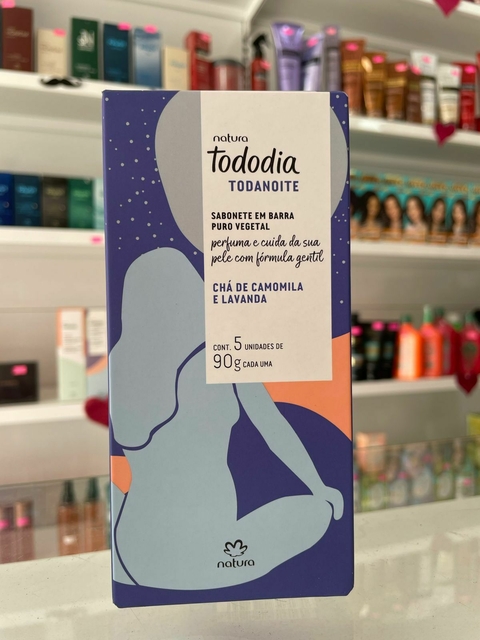 natura
tododia
TODANOITE
SABONETE EM BARRA
PURO VEGETAL
perfuma e cuida da sua
pele com fórmula gentil
CHÁ DE CAMOMILA
E LAVANDA
CONT. 5 UNIDADES DE
90g CADA UMA
natura